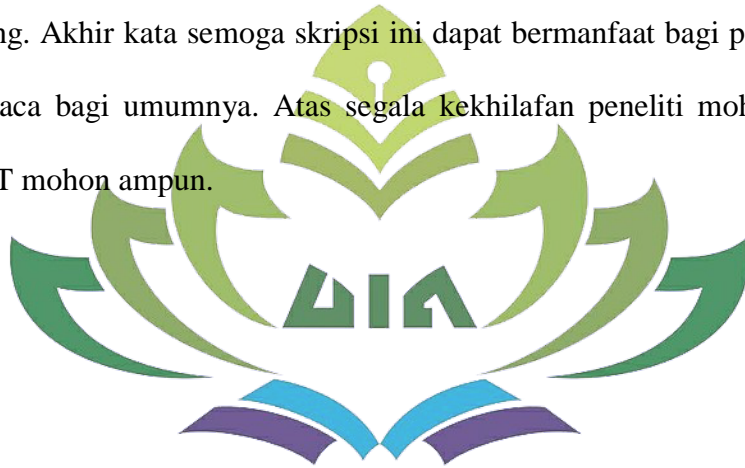 ng. Akhir kata semoga skripsi ini dapat bermanfaat bagi p
aca bagi umumnya. Atas segala kekhilafan peneliti moh
T mohon ampun.
UIN